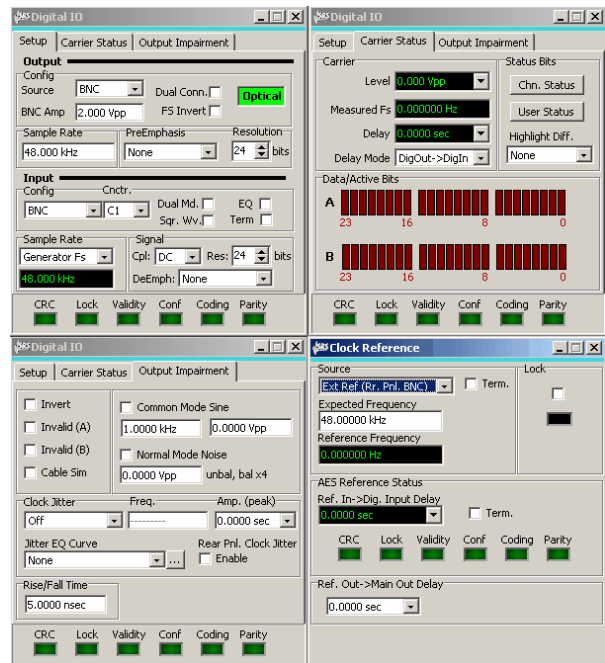 SRS Digital IO
Setup Carrier Status Output Impairment
Output
Config
Source BNC Dual Conn. Optical
BNC Amp 2.000 Vpp FS Invert
Sample Rate PreEmphasis Resolution
48.000 kHz None 24 bits
Input
Config Cnctr.
BNC C1 Dual Md. EQ
Sqr. Wv. Term
Sample Rate Signal
Generator Fs Cpl: DC Res: 24 bits
48.000 kHz DeEmph: None
CRC Lock Validity Conf Coding Parity
SRS Digital IO
Setup Carrier Status Output Impairment
Carrier Status Bits
Level 0.000 Vpp Chn. Status
Measured Fs 0.000000 Hz User Status
Delay 0.0000 sec Highlight Diff.
Delay Mode DigOut->DigIn None
Data/Active Bits
A
23 16 8 0
B
23 16 8 0
CRC Lock Validity Conf Coding Parity
SRS Digital IO
Setup Carrier Status Output Impairment
Invert Common Mode Sine
Invalid (A) 1.0000 kHz 0.0000 Vpp
Invalid (B) Normal Mode Noise
Cable Sim 0.0000 Vpp unbal, bal x4
Clock Jitter Freq. Amp. (peak)
Off --------- 0.0000 sec
Jitter EQ Curve Rear Pnl. Clock Jitter
None ... Enable
Rise/Fall Time
5.0000 nsec
CRC Lock Validity Conf Coding Parity
SRS Clock Reference
Source Lock
Ext Ref (Rr. Pnl. BNC) Term.
Expected Frequency
48.00000 kHz
Reference Frequency
0.000000 Hz
AES Reference Status
Ref. In->Dig. Input Delay
0.0000 sec Term.
CRC Lock Validity Conf Coding Parity
Ref. Out->Main Out Delay
0.0000 sec